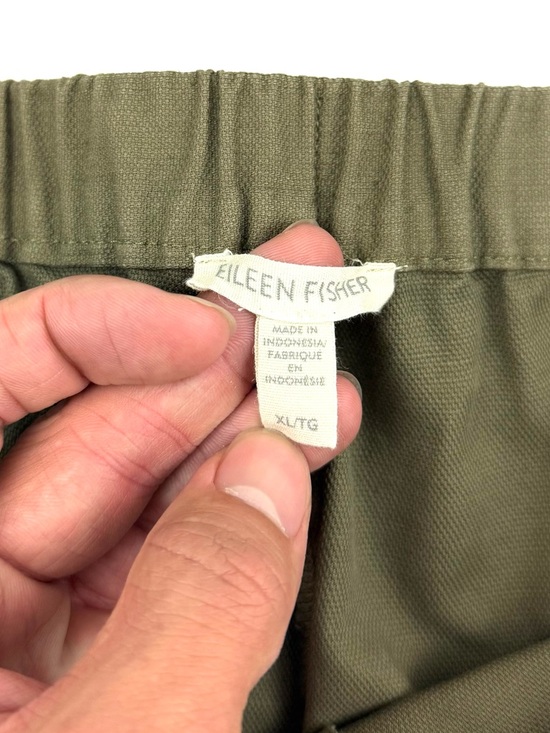 EILEEN FISHER
MADE IN
INDONESIA/
FABRIQUE
EN
INDONÉSIE
XL/TG